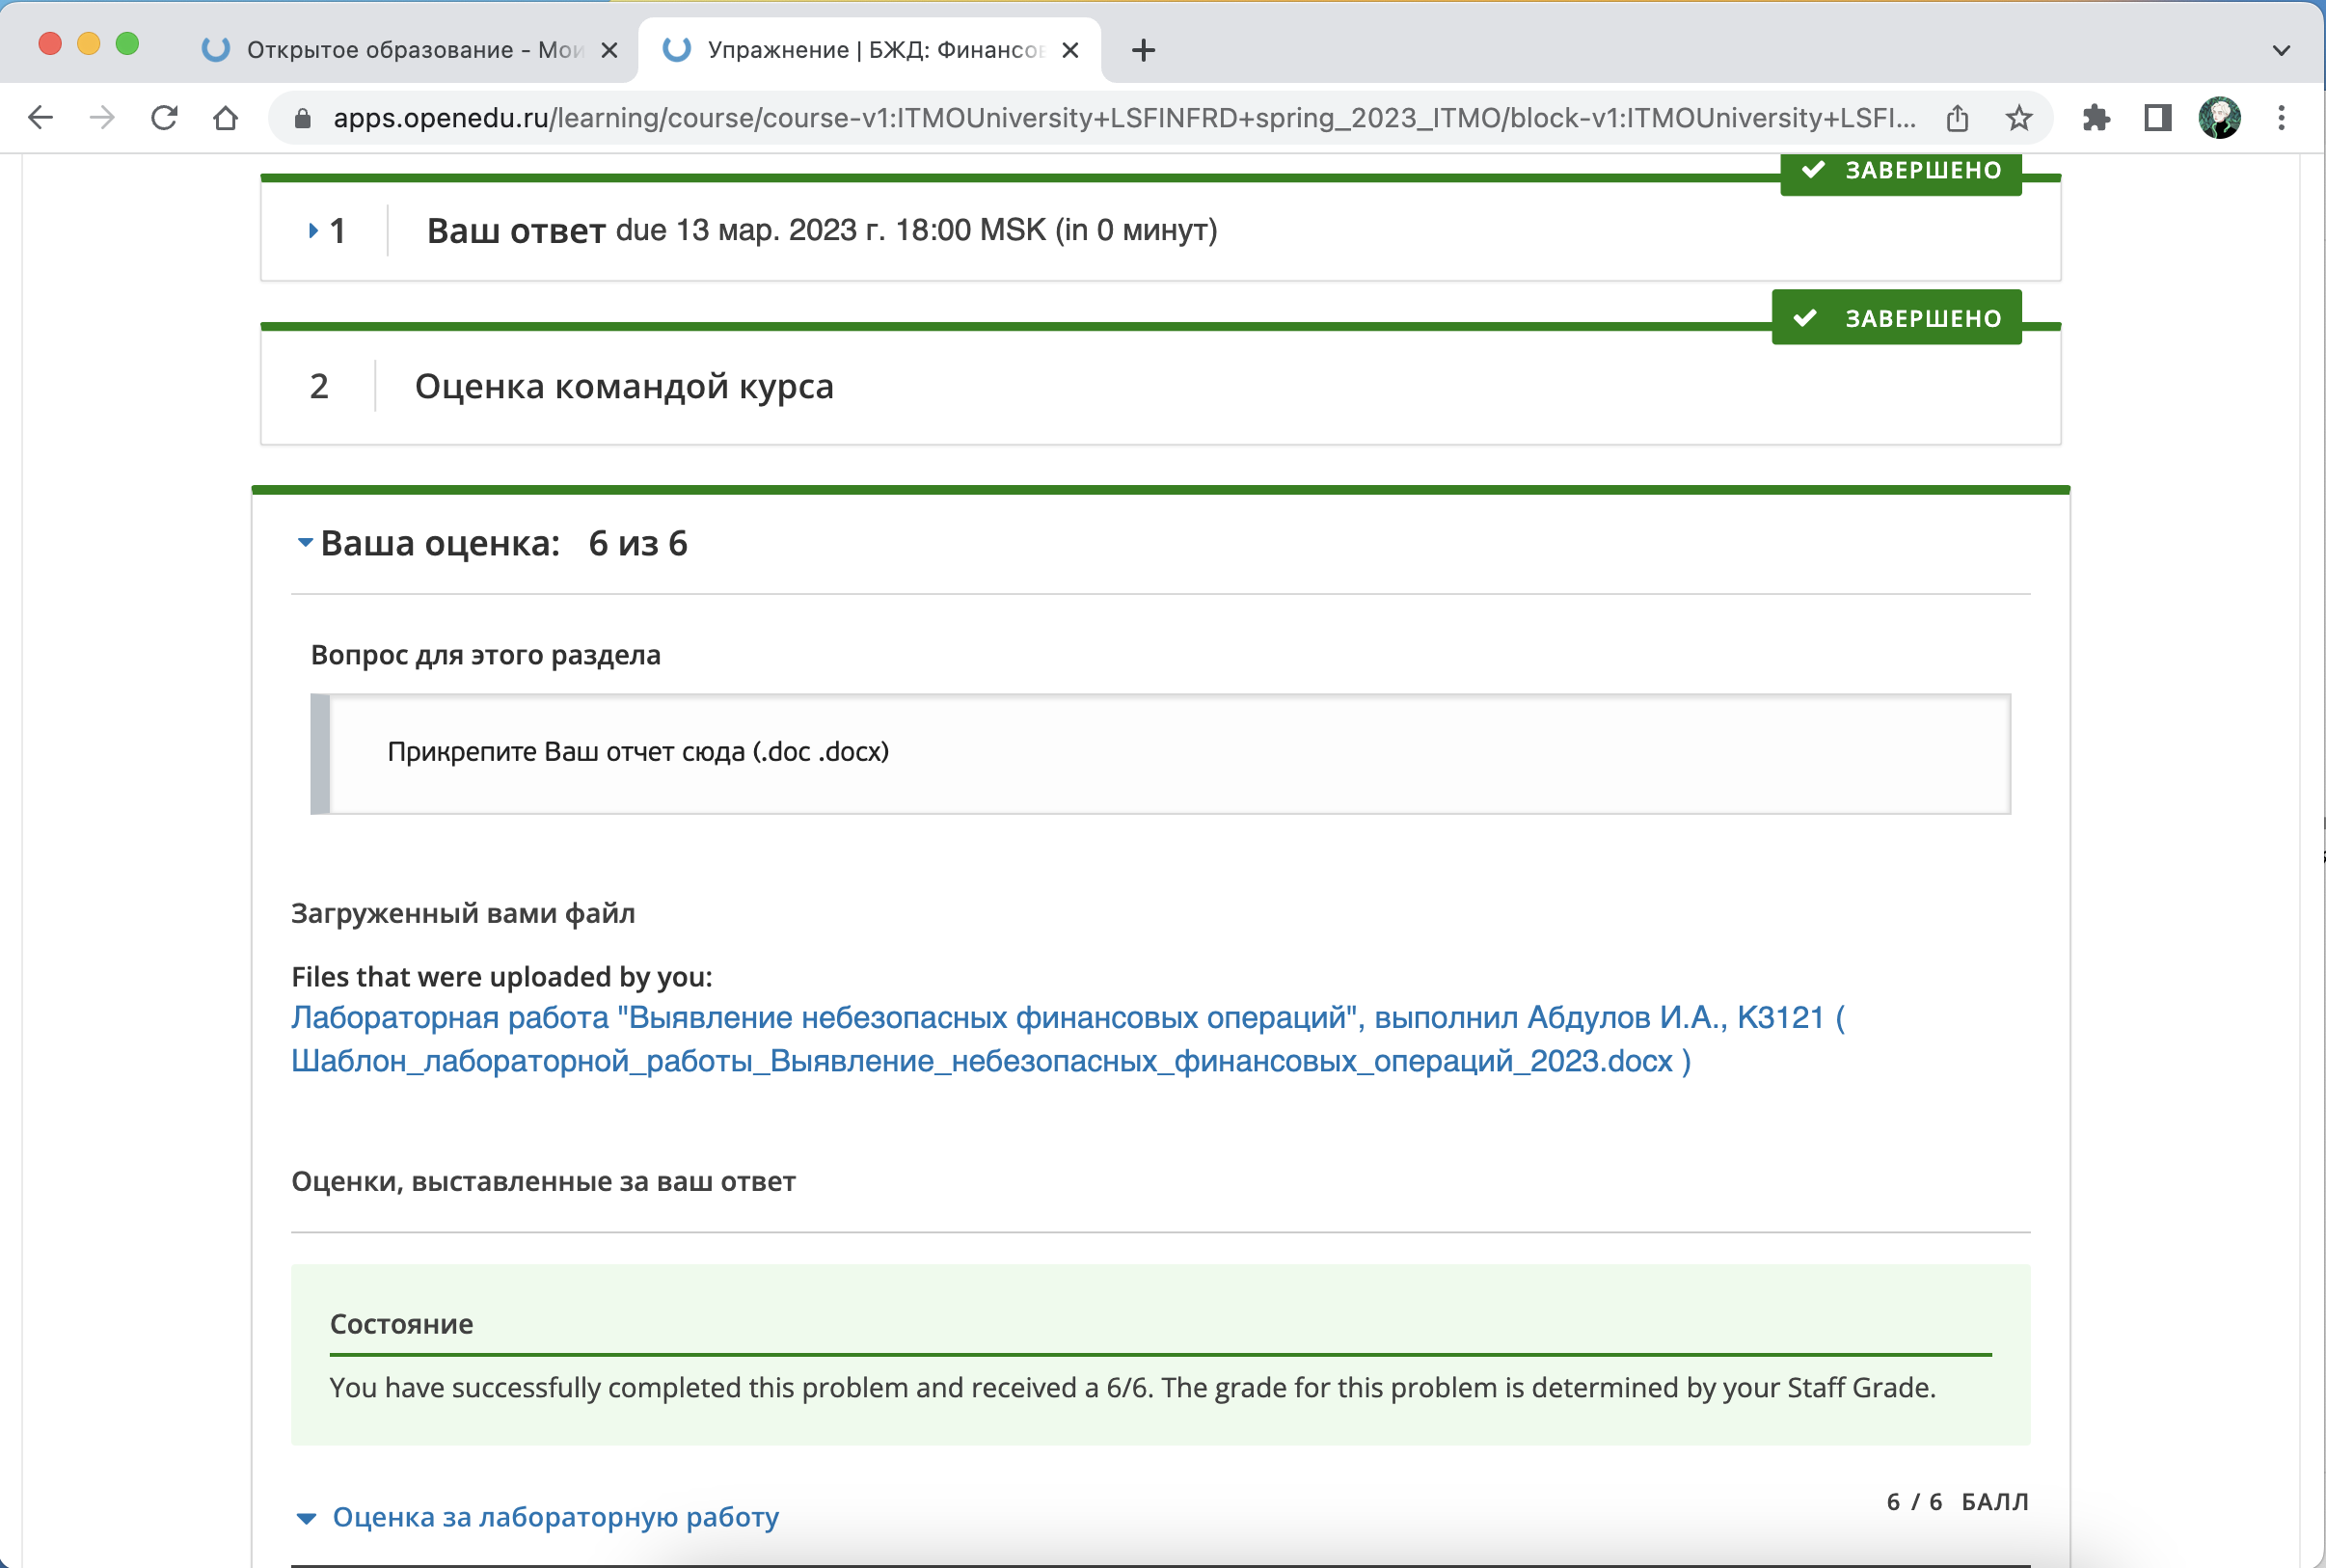 Открытое образование - Мои
Упражнение | БЖД: Финансов
apps.openedu.ru/learning/course/course-v1:ITMOUniversity+LSFINFRD+spring_2023_ITMO/block-v1:ITMOUniversity+LSFI...
ЗАВЕРШЕНО
1 Ваш ответ due 13 мар. 2023 г. 18:00 MSK (in 0 минут)
ЗАВЕРШЕНО
2 Оценка командой курса
Ваша оценка: 6 из 6
Вопрос для этого раздела
Прикрепите Ваш отчет сюда (.doc .docx)
Загруженный вами файл
Files that were uploaded by you:
Лабораторная работа "Выявление небезопасных финансовых операций", выполнил Абдулов И.А., К3121 (
Шаблон_лабораторной_работы_Выявление_небезопасных_финансовых_операций_2023.docx )
Оценки, выставленные за ваш ответ
Состояние
You have successfully completed this problem and received a 6/6. The grade for this problem is determined by your Staff Grade.
6 / 6 БАЛЛ
Оценка за лабораторную работу